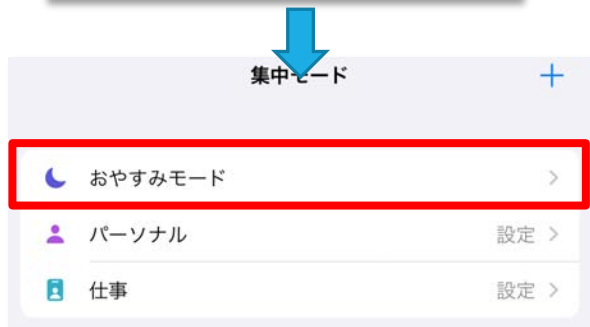 集中モード
おやすみモード
パーソナル 設定
仕事 設定